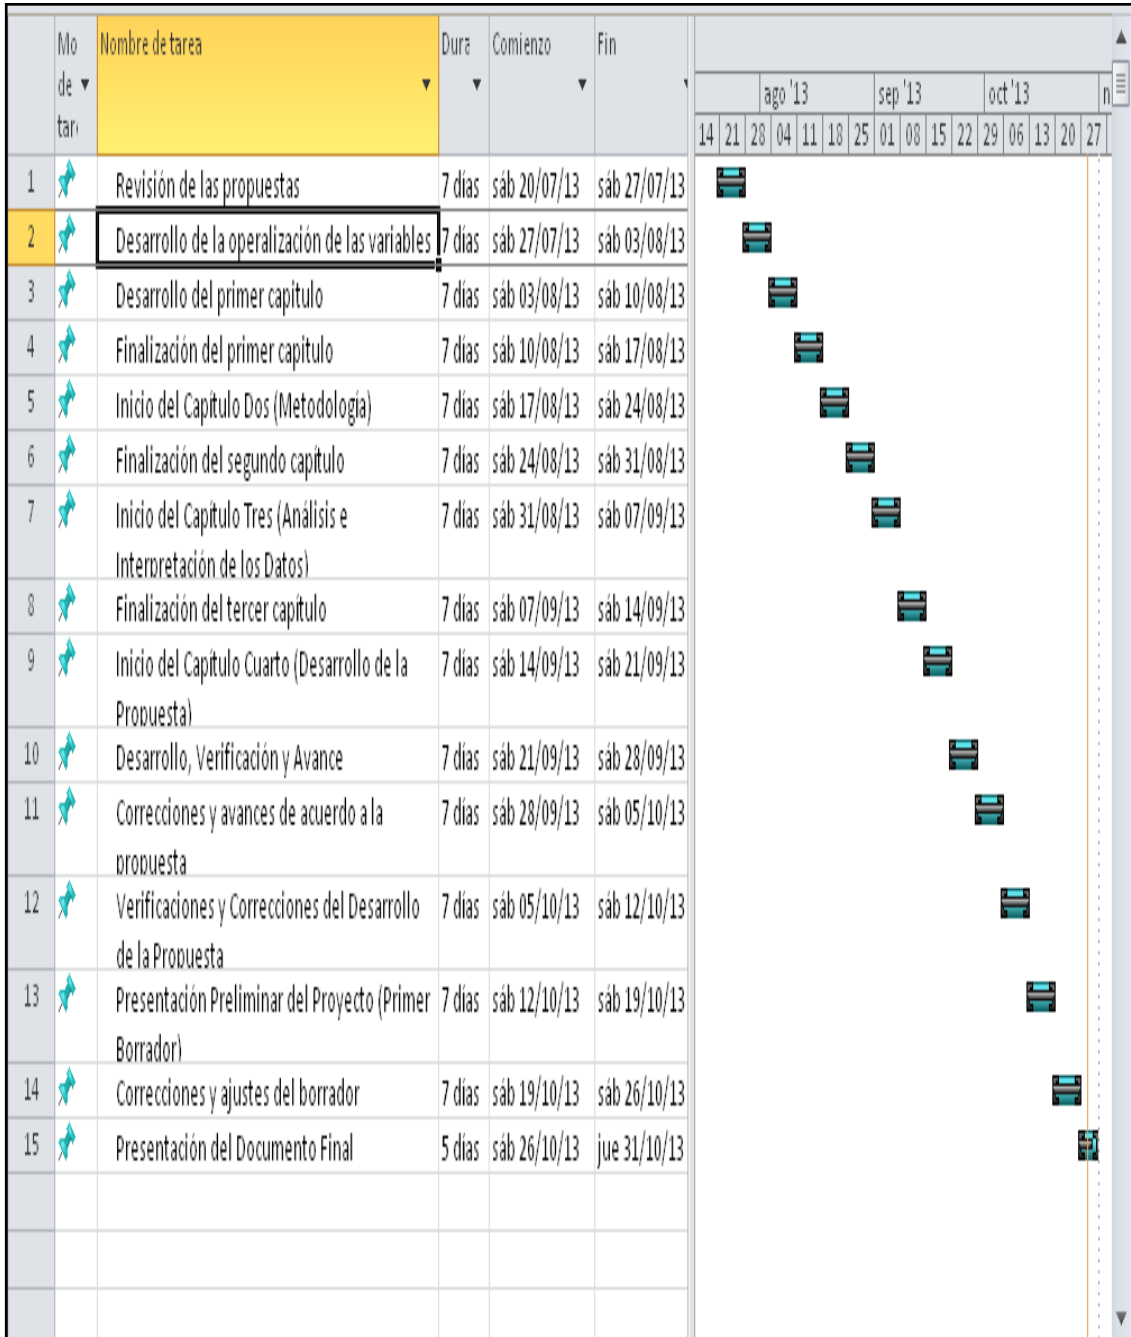 Mo Nombre de tarea Dura Comienzo Fin
de
tar
ago '13 sep '13 oct '13 n
14 21 28 04 11 18 25 01 08 15 22 29 06 13 20 27
1 Revisión de las propuestas 7 días sáb 20/07/13 sáb 27/07/13
2 Desarrollo de la operalización de las variables 7 días sáb 27/07/13 sáb 03/08/13
3 Desarrollo del primer capitulo 7 días sáb 03/08/13 sáb 10/08/13
4 Finalización del primer capitulo 7 días sáb 10/08/13 sáb 17/08/13
5 Inicio del Capítulo Dos (Metodología) 7 días sáb 17/08/13 sáb 24/08/13
6 Finalización del segundo capítulo 7 días sáb 24/08/13 sáb 31/08/13
7 Inicio del Capítulo Tres (Análisis e 7 días sáb 31/08/13 sáb 07/09/13
Interpretación de los Datos)
8 Finalización del tercer capítulo 7 días sáb 07/09/13 sáb 14/09/13
9 Inicio del Capítulo Cuarto (Desarrollo de la 7 días sáb 14/09/13 sáb 21/09/13
Propuesta)
10 Desarrollo, Verificación y Avance 7 días sáb 21/09/13 sáb 28/09/13
11 Correcciones y avances de acuerdo a la 7 días sáb 28/09/13 sáb 05/10/13
propuesta
12 Verificaciones y Correcciones del Desarrollo 7 días sáb 05/10/13 sáb 12/10/13
de la Propuesta
13 Presentación Preliminar del Proyecto (Primer 7 días sáb 12/10/13 sáb 19/10/13
Borrador)
14 Correcciones y ajustes del borrador 7 días sáb 19/10/13 sáb 26/10/13
15 Presentación del Documento Final 5 días sáb 26/10/13 jue 31/10/13